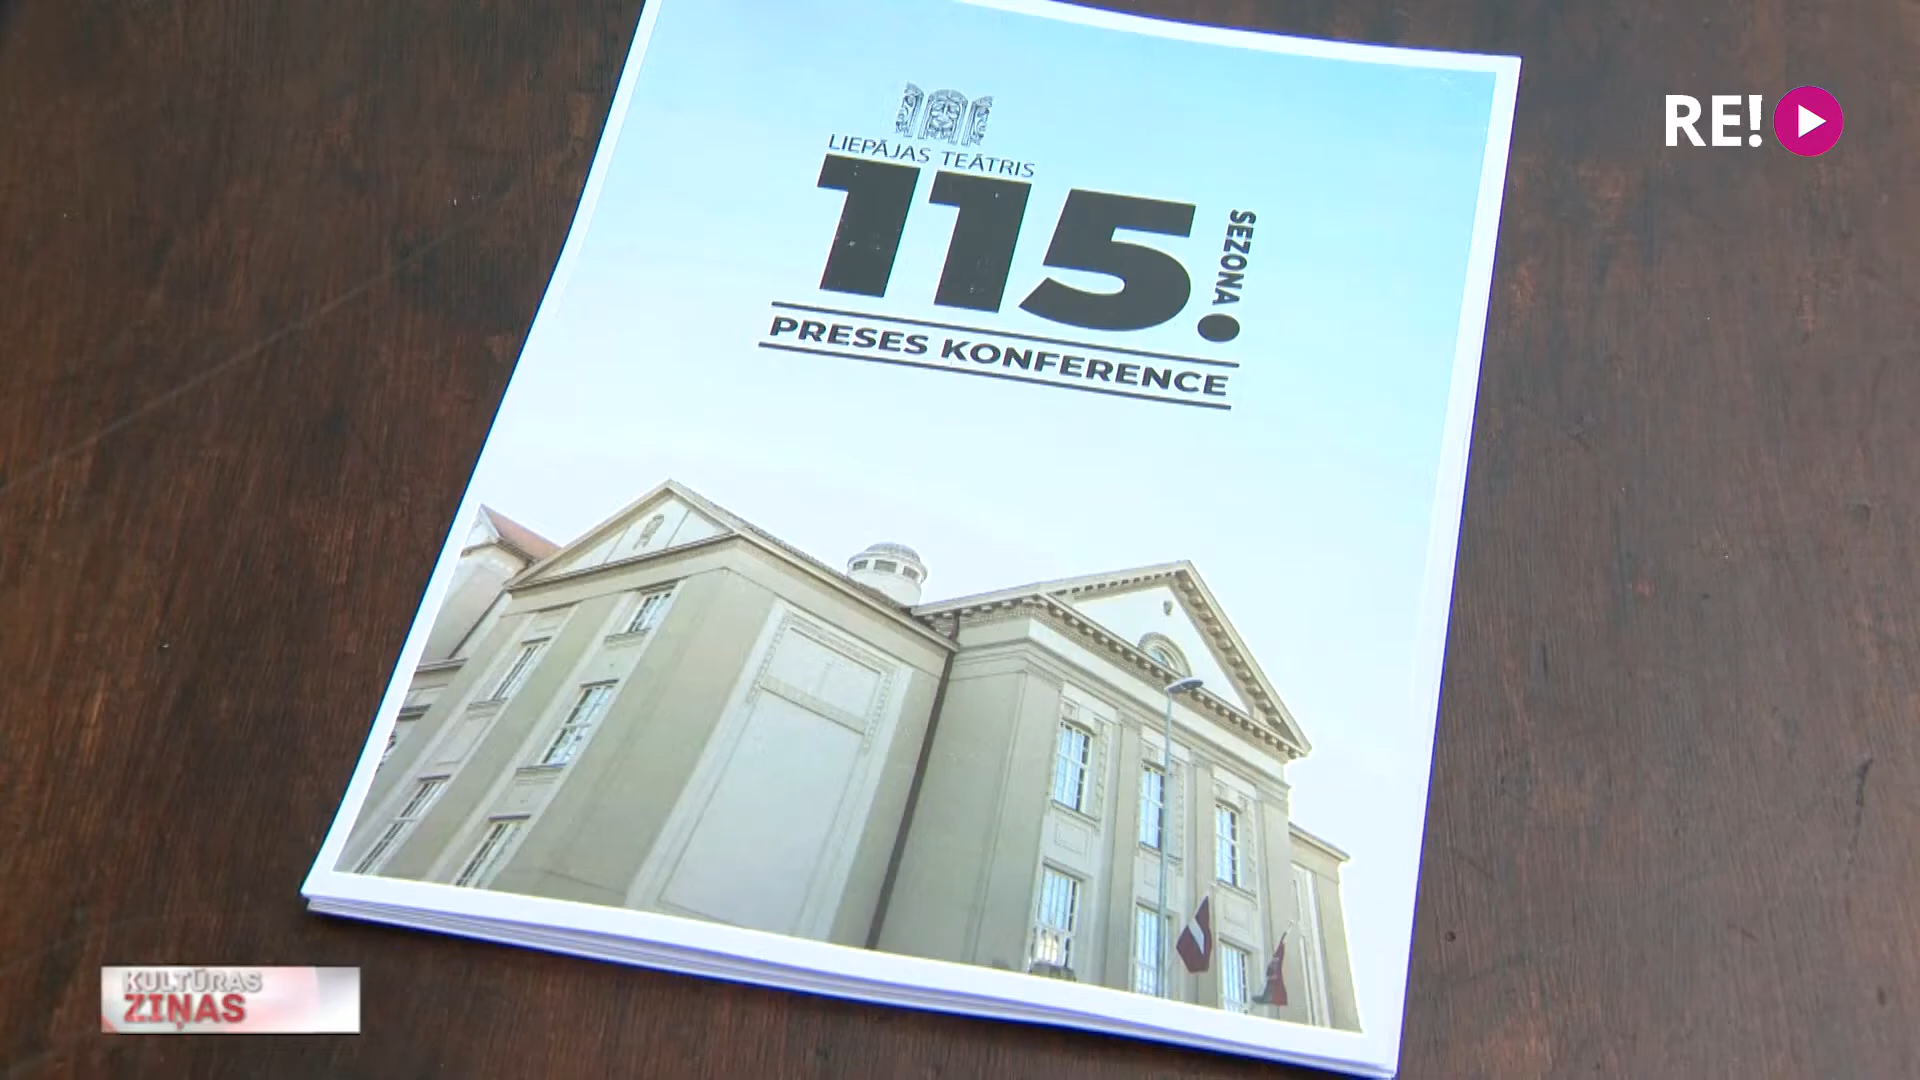 RE!
LIEPĀJAS TEĀTRIS
115.
SEZONA
PRESES KONFERENCE
KULTŪRAS
ZIŅAS